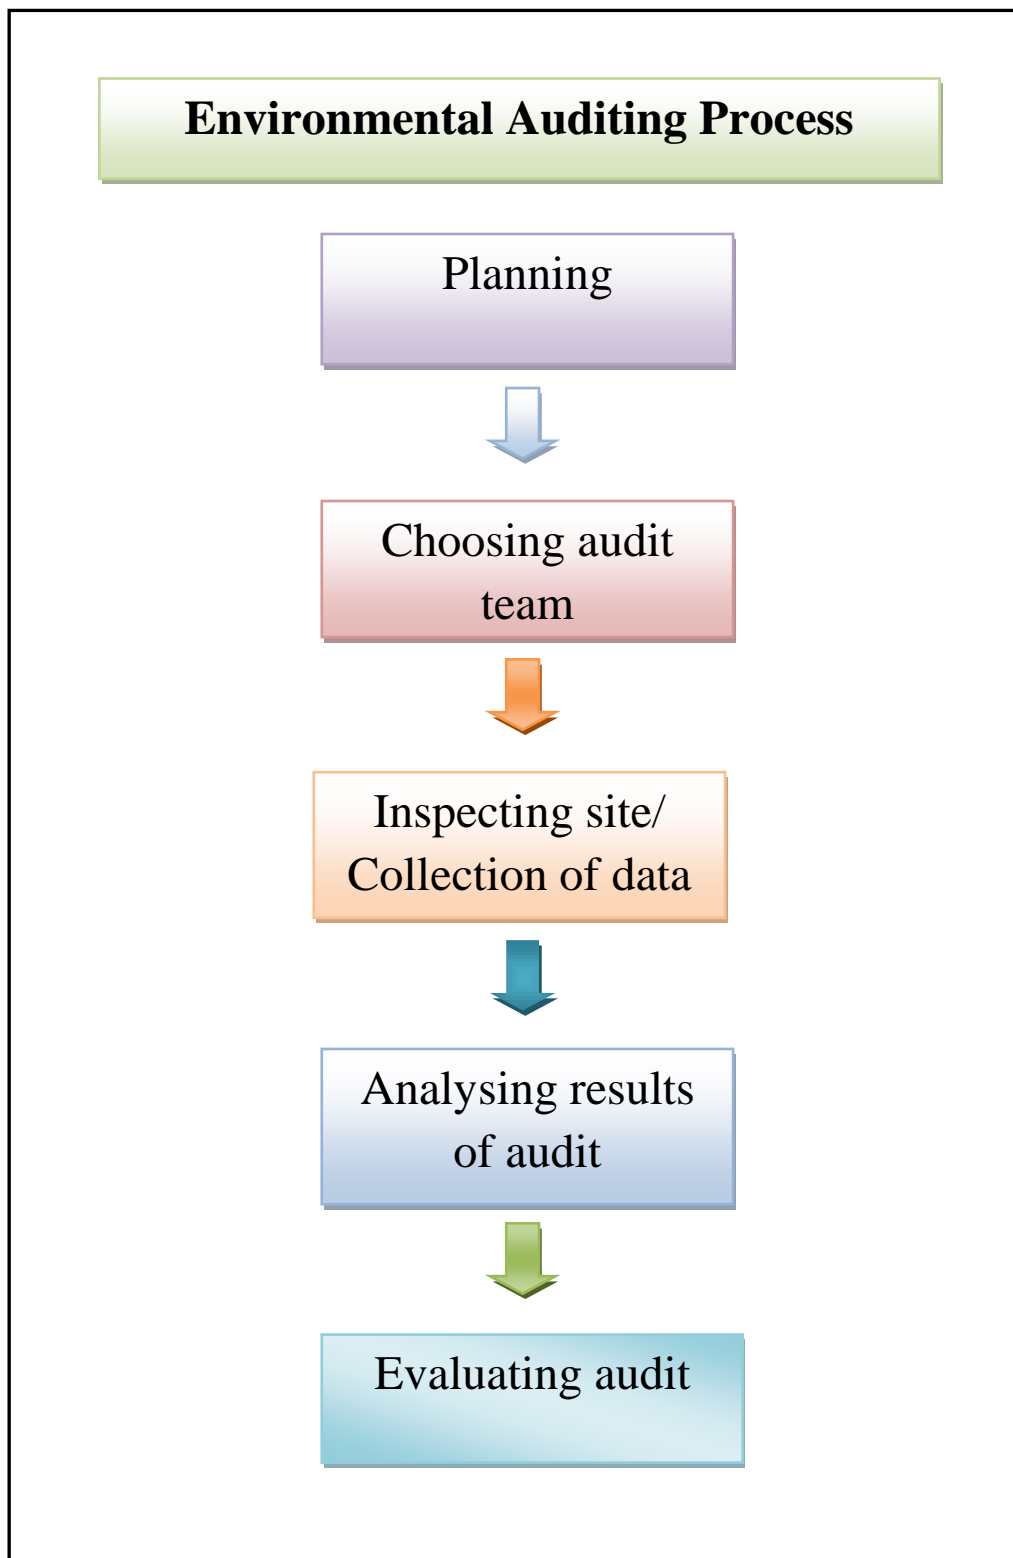 Environmental Auditing Process
Planning
Choosing audit
team
Inspecting site/
Collection of data
Analysing results
of audit
Evaluating audit